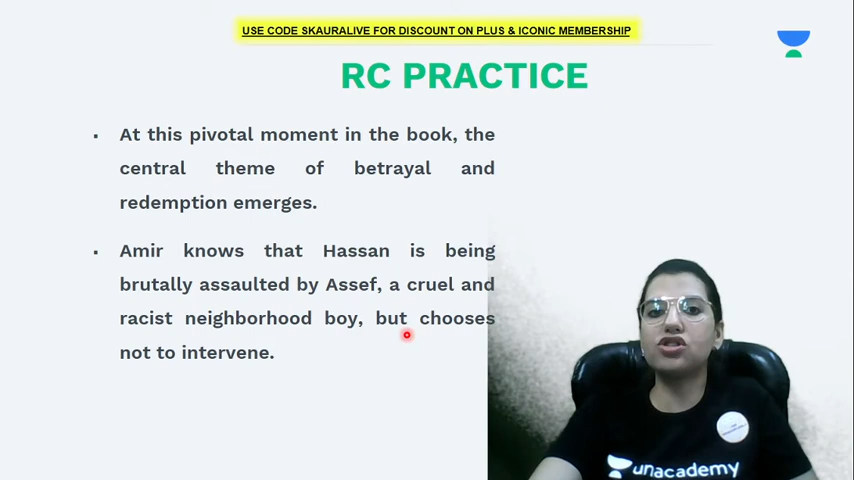 USE CODE SKAURALIVE FOR DISCOUNT ON PLUS & ICONIC MEMBERSHIP
RC PRACTICE
At this pivotal moment in the book, the
central theme of betrayal and
redemption emerges.
Amir knows that Hassan is being
brutally assaulted by Assef, a cruel and
racist neighborhood boy, but chooses
not to intervene.
unacademy